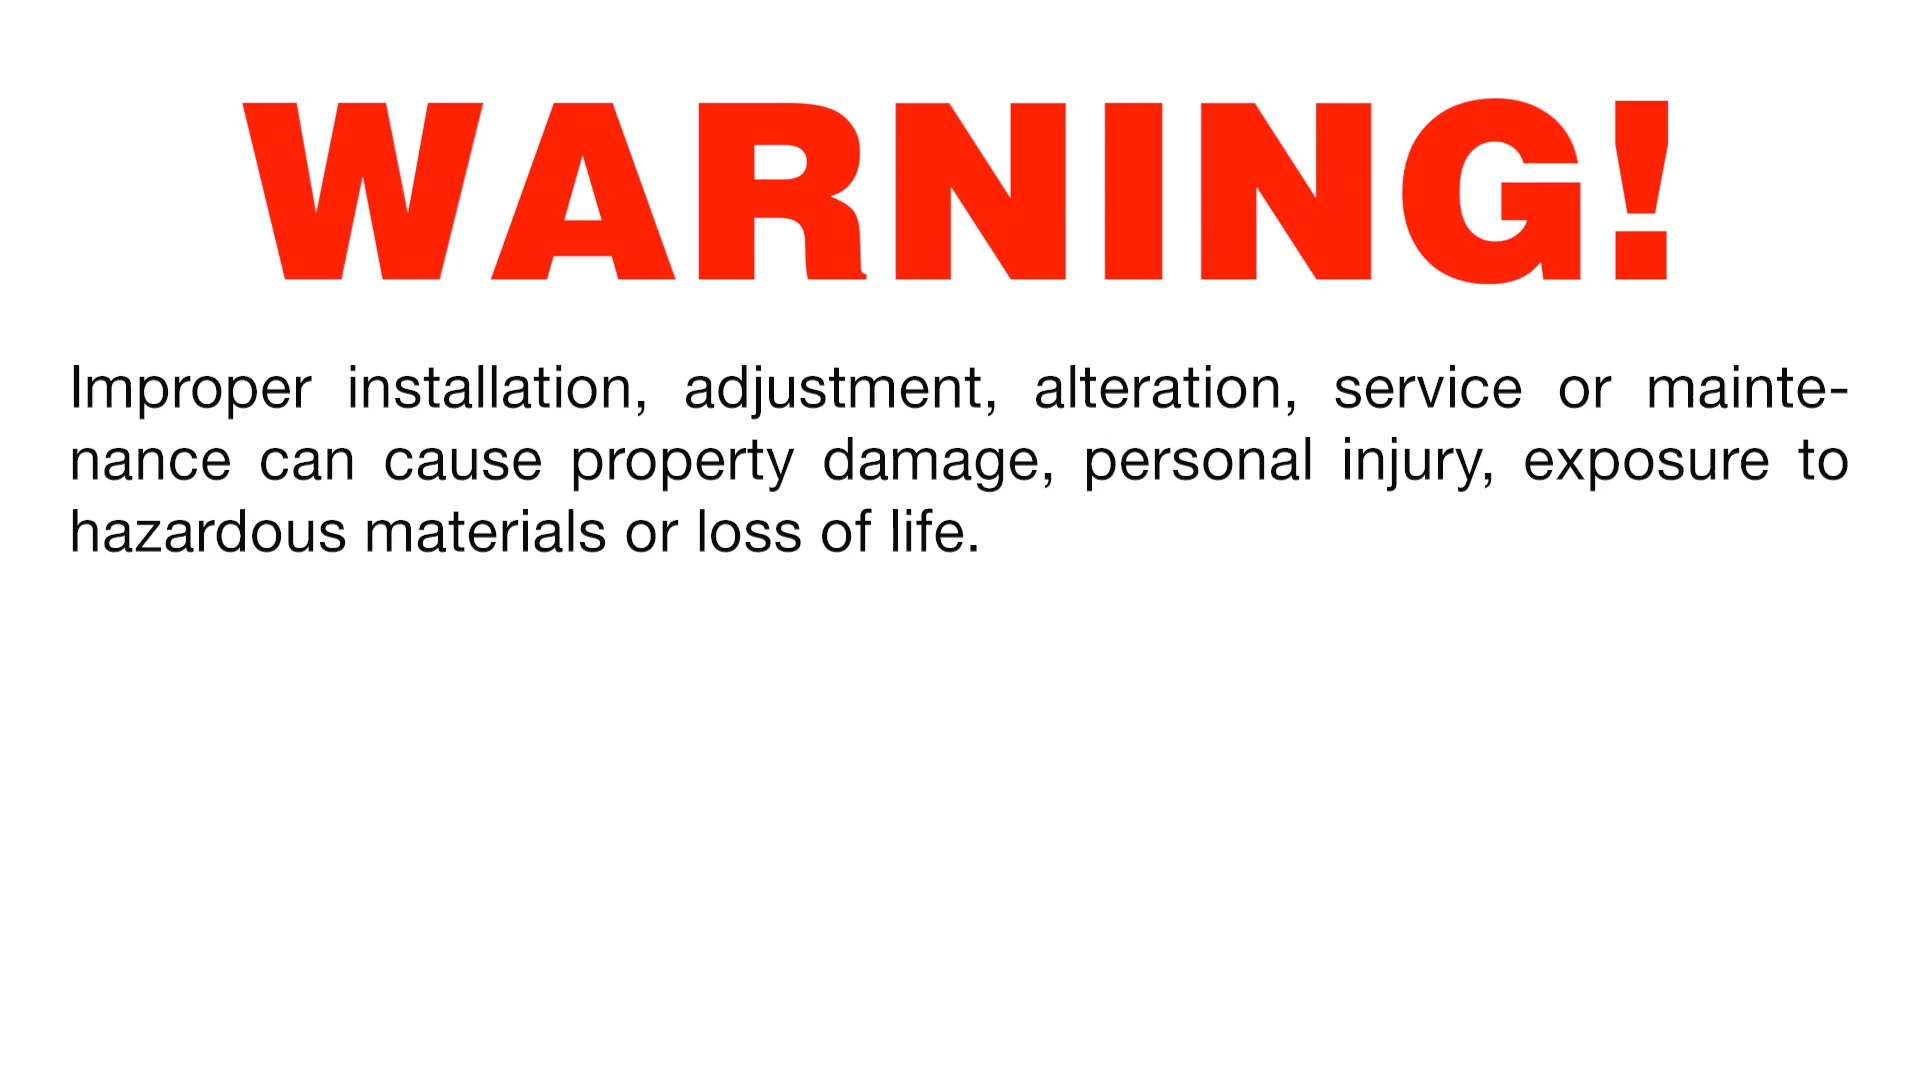 WARNING!
Improper installation, adjustment, alteration, service or mainte-
nance can cause property damage, personal injury, exposure to
hazardous materials or loss of life.